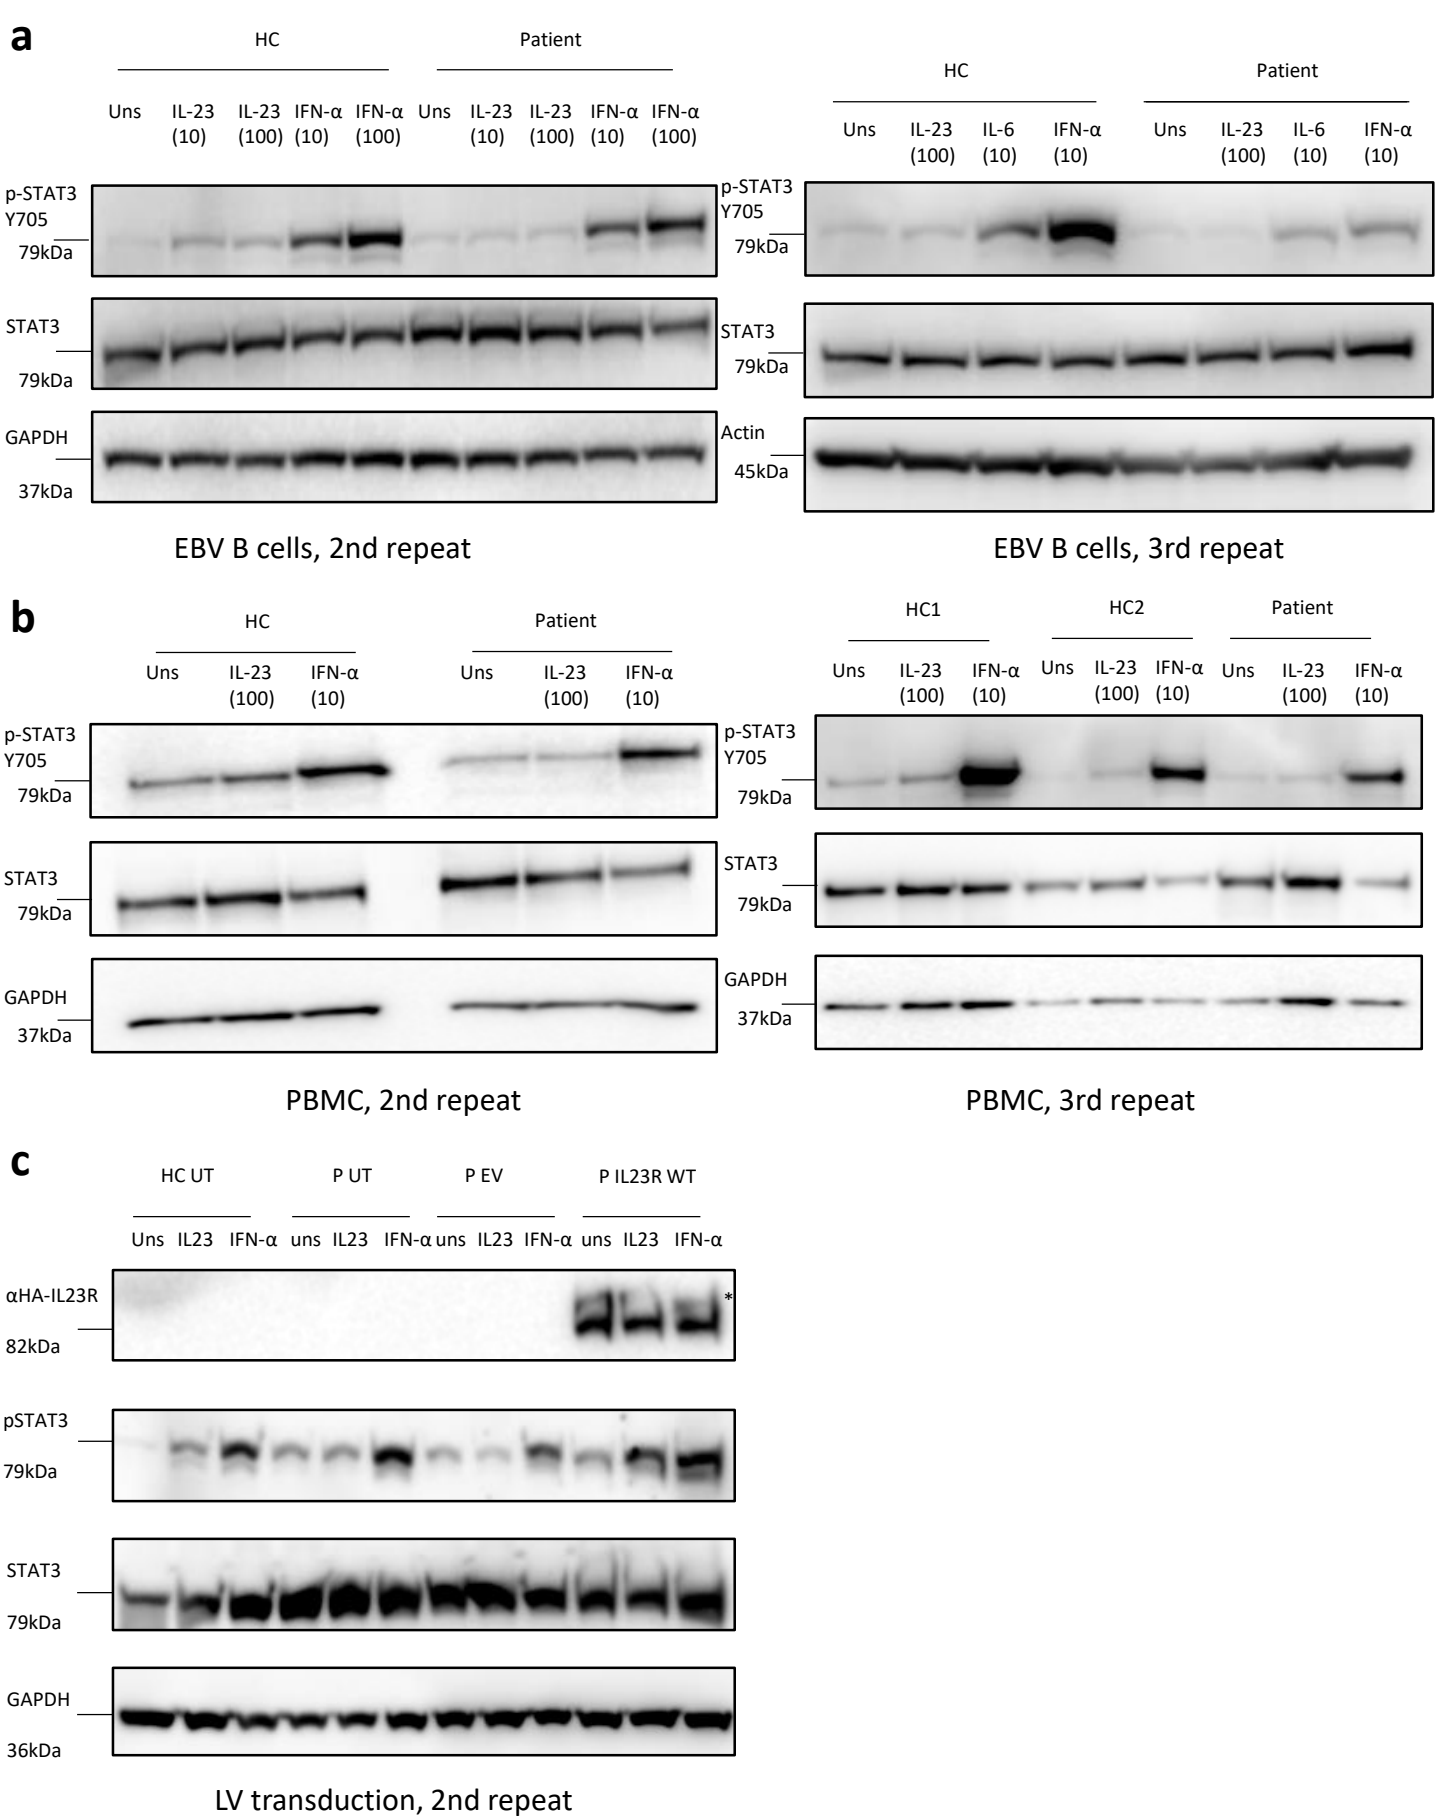 a
HC
Patient
Uns IL-23 IL-23 IFN-α IFN-α Uns IL-23 IL-23 IFN-α IFN-α
(10) (100) (10) (100) (10) (100) (10) (100)
p-STAT3
Y705
79kDa
STAT3
79kDa
GAPDH
37kDa
EBV B cells, 2nd repeat
HC
Patient
Uns IL-23 IL-6 IFN-α Uns IL-23 IL-6 IFN-α
(100) (10) (10) (100) (10) (10)
p-STAT3
Y705
79kDa
STAT3
79kDa
Actin
45kDa
EBV B cells, 3rd repeat
b
HC
Patient
Uns IL-23 IFN-α Uns IL-23 IFN-α
(100) (10) (100) (10)
p-STAT3
Y705
79kDa
STAT3
79kDa
GAPDH
37kDa
PBMC, 2nd repeat
HC1
HC2
Patient
Uns IL-23 IFN-α Uns IL-23 IFN-α Uns IL-23 IFN-α
(100) (10) (100) (10) (100) (10)
p-STAT3
Y705
79kDa
STAT3
79kDa
GAPDH
37kDa
PBMC, 3rd repeat
c
HC UT
P UT
P EV
P IL23R WT
Uns IL23 IFN-α uns IL23 IFN-α uns IL23 IFN-α uns IL23 IFN-α
αHA-IL23R
*
82kDa
pSTAT3
79kDa
STAT3
79kDa
GAPDH
36kDa
LV transduction, 2nd repeat